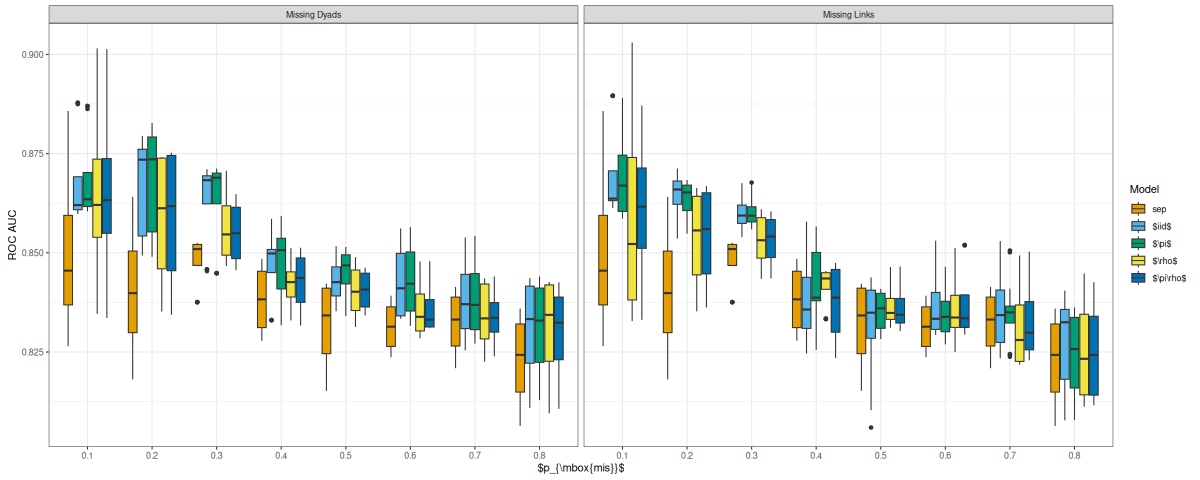 Missing Dyads
Missing Links
ROC AUC
0.900
0.875
0.850
0.825
0.1 0.2 0.3 0.4 0.5 0.6 0.7 0.8
0.1 0.2 0.3 0.4 0.5 0.6 0.7 0.8
$p_{\mbox{mis}}$
Model
sep
$iid$
$\pi$
$\rho$
$\pi\rho$